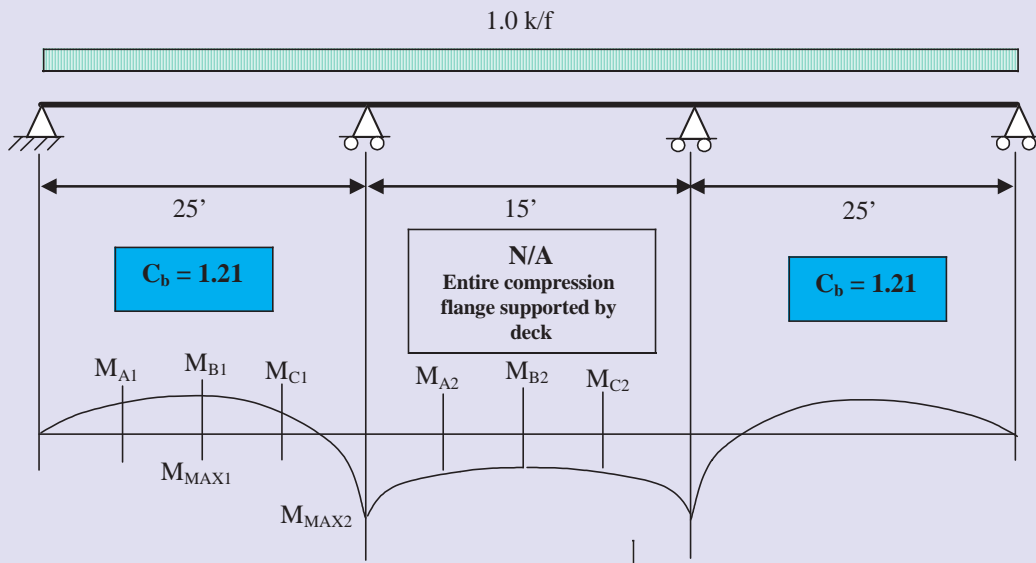 1.0 k/f
25’
15’
25’
C_b = 1.21
N/A
Entire compression
flange supported by
deck
C_b = 1.21
M_A1
M_B1
M_C1
M_A2
M_B2
M_C2
M_MAX1
M_MAX2